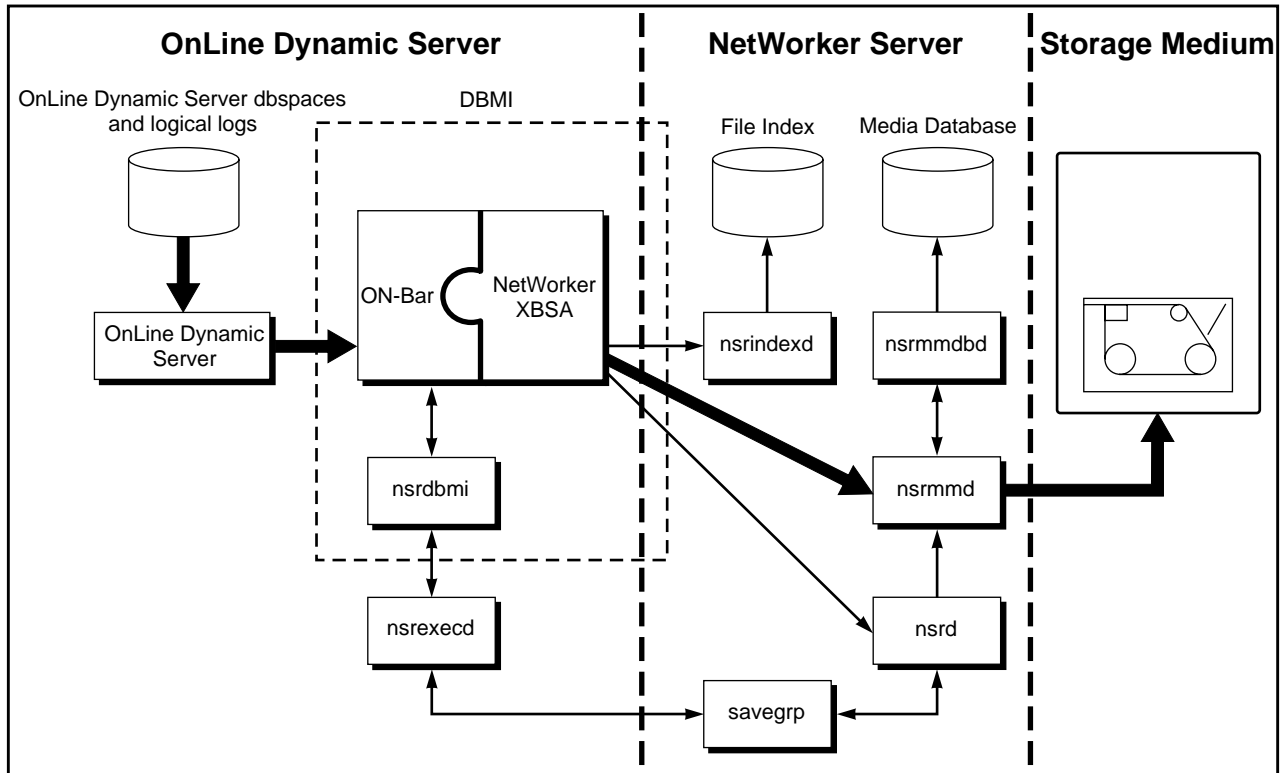 OnLine Dynamic Server
NetWorker Server
Storage Medium
OnLine Dynamic Server dbspaces
and logical logs
DBMI
File Index
Media Database
ON-Bar
NetWorker
XBSA
OnLine Dynamic
Server
nsrindexd
nsrmmdbd
nsrdbmi
nsrmmd
nsrexecd
nsrd
savegrp